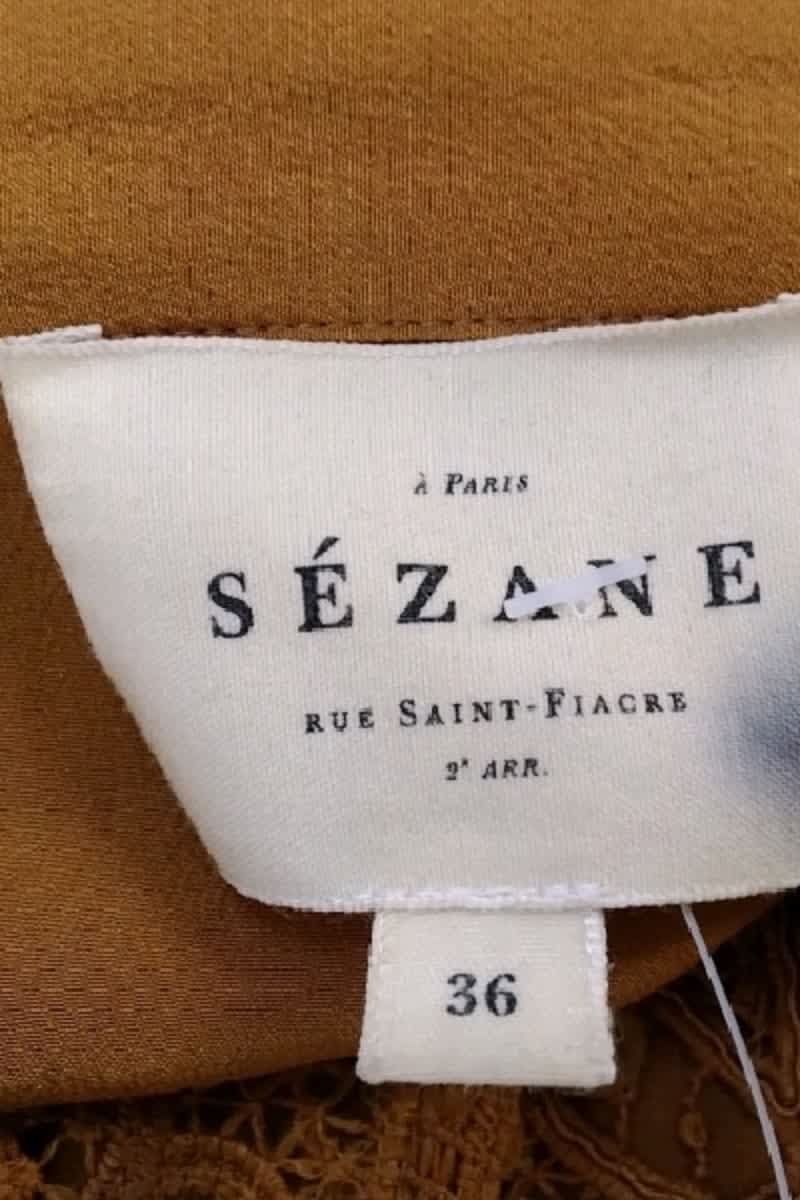 À PARIS
SÉZANE
RUE SAINT-FIACRE
2ᵉ ARR.
36